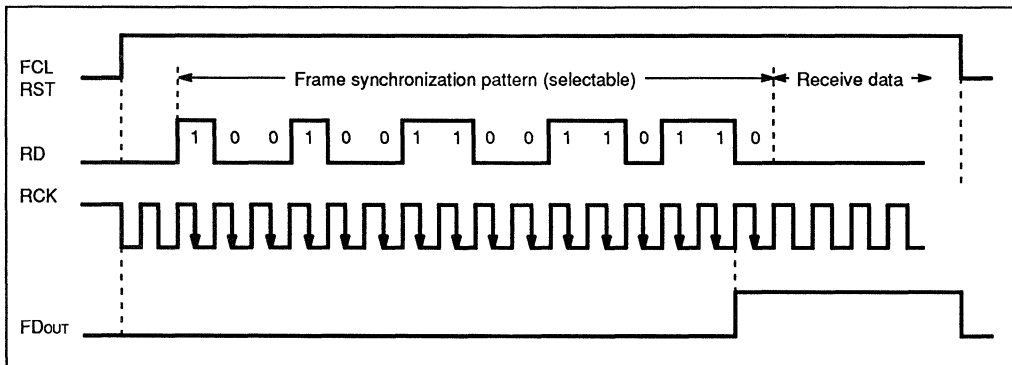 FCL
RST
Frame synchronization pattern (selectable)
Receive data
RD
1 0 0 1 0 0 1 1 0 0 1 1 0 1 1 0
RCK
FDOUT